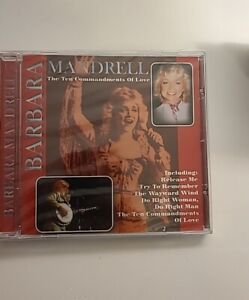 BARBARA MANDRELL
BARBARA
MANDRELL
The Ten Commandments Of Love
Including:
Release Me
Try To Remember
The Wayward Wind
Do Right Woman,
Do Right Man
The Ten Commandments
Of Love